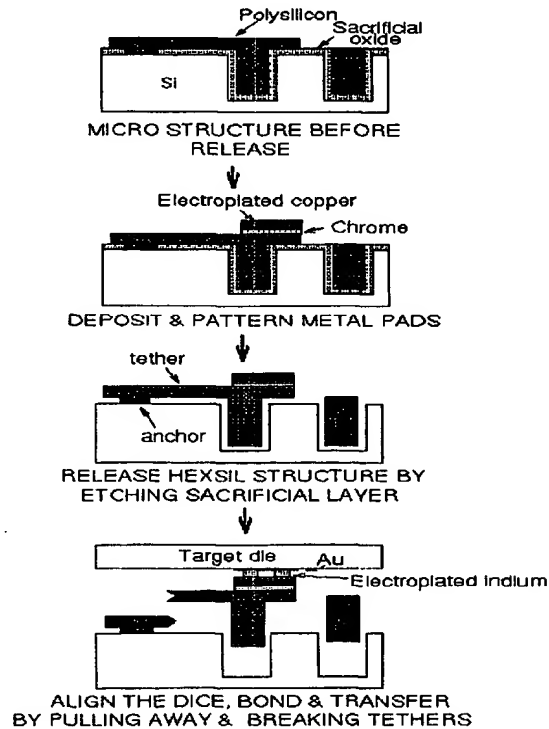 Polysilicon
Sacrificial
oxide
Si
MICRO STRUCTURE BEFORE
RELEASE
Electroplated copper
Chrome
DEPOSIT & PATTERN METAL PADS
tether
anchor
RELEASE HEXSIL STRUCTURE BY
ETCHING SACRIFICIAL LAYER
Target die
Au
Electroplated Indium
ALIGN THE DICE, BOND & TRANSFER
BY PULLING AWAY & BREAKING TETHERS